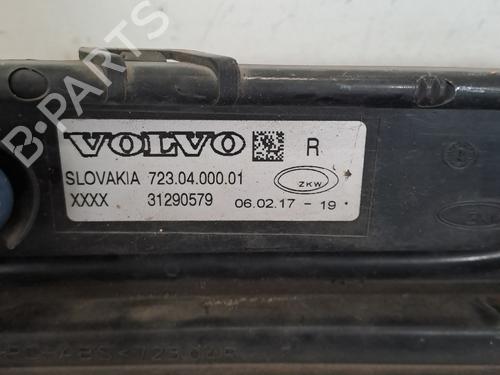 B-PARTS
VOLVO R
SLOVAKIA 723.04.000.01
ZKW
XXXX 31290579 06.02.17 - 19